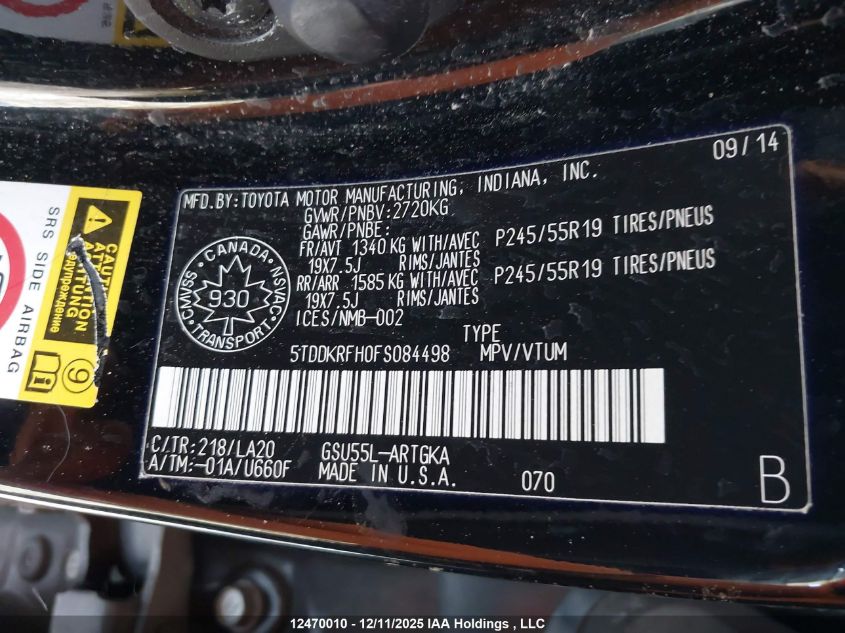 09/14
MFD.BY:TOYOTA MOTOR MANUFACTURING, INDIANA, INC.
GVWR/PNBV:2720KG
GAWR/PNBE:
FR/AVT 1340 KG WITH/AVEC P245/55R19 TIRES/PNEUS
19X7.5J RIMS/JANTES
RR/ARR 1585 KG WITH/AVEC P245/55R19 TIRES/PNEUS
19X7.5J RIMS/JANTES
ICES/NMB-002
CANADA
CMVSS
NSVAC
930
TRANSPORT
TYPE
5TDDKRFH0FS084498 MPV/VTUM
C/TR:218/LA20 GSU55L-ARTGKA
A/TM:-01A/U660F MADE IN U.S.A. 070
B
SRS SIDE AIRBAG
CAUTION
ACHTUNG
12470010 - 12/11/2025 IAA Holdings , LLC